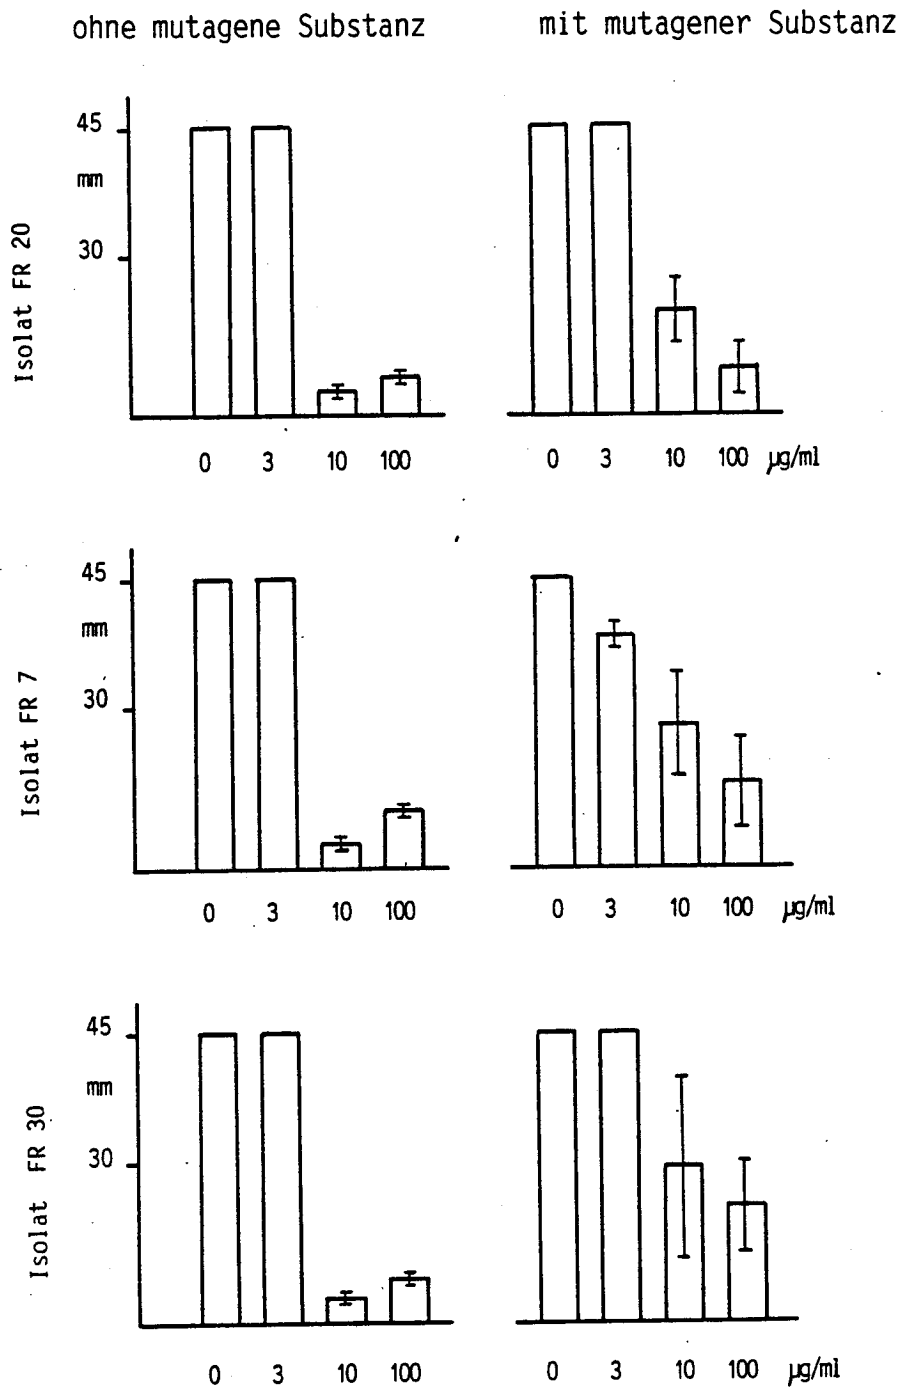 ohne mutagene Substanz
mit mutagener Substanz
Isolat FR 20
45
mm
30
0 3 10 100
0 3 10 100 µg/ml
Isolat FR 7
45
mm
30
0 3 10 100
0 3 10 100 µg/ml
Isolat FR 30
45
mm
30
0 3 10 100
0 3 10 100 µg/ml